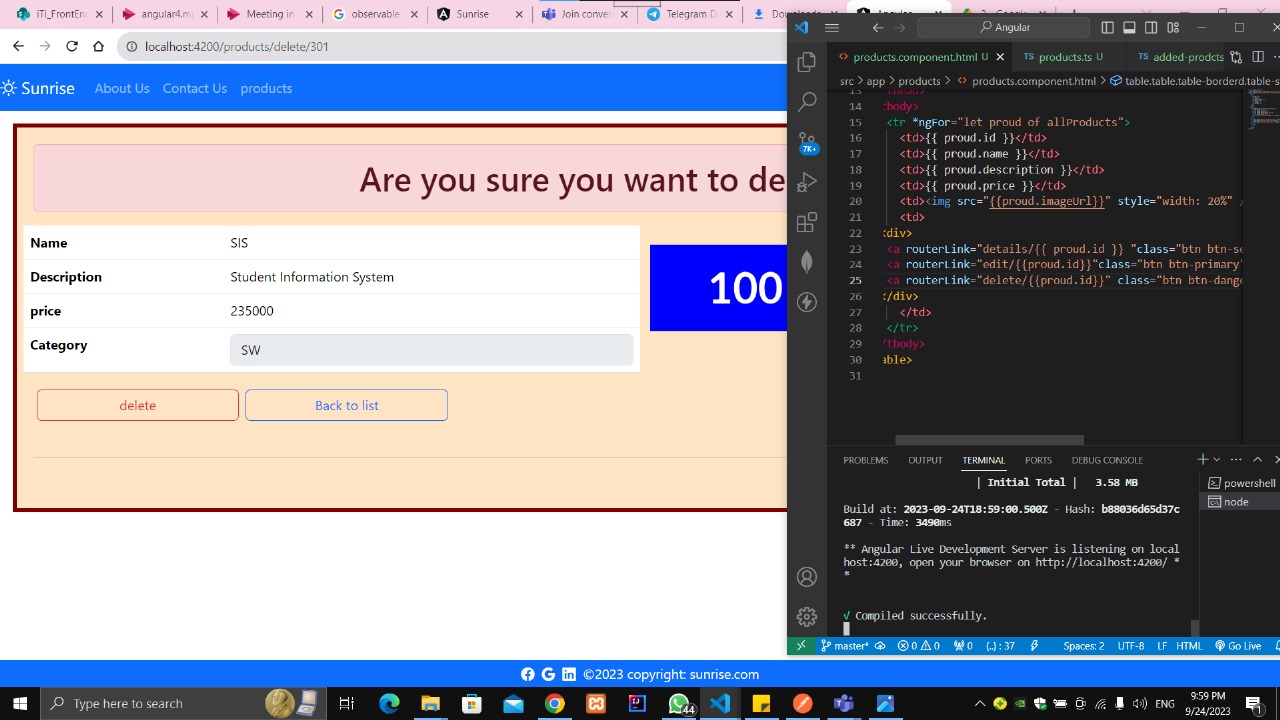 iTi_FrontEn
angular4me
Meeting in
observable
Sunrise
Join conver
Telegram D
Downloads
localhost:4200/products/delete/301
Sunrise About Us Contact Us products
Are you sure you want to de
Name SIS
Description Student Information System
price 235000
Category SW
100
delete Back to list
©2023 copyright: sunrise.com
Angular
products.component.html U
products.ts U
added-prodcts
src > app > products > products.component.html > table.table.table-borderd.table-s
14 tbody>
15 <tr *ngFor="let proud of allProducts">
16 <td>{{ proud.id }}</td>
17 <td>{{ proud.name }}</td>
18 <td>{{ proud.description }}</td>
19 <td>{{ proud.price }}</td>
20 <td><img src="{{proud.imageUrl}}" style="width: 20%" /
21 <td>
22 <div>
23 <a routerLink="details/{{ proud.id }} "class="btn btn-se
24 <a routerLink="edit/{{proud.id}}"class="btn btn-primary"
25 <a routerLink="delete/{{proud.id}}" class="btn btn-dange
26 </div>
27 </td>
28 </tr>
29 /tbody>
30 able>
31
PROBLEMS OUTPUT TERMINAL PORTS DEBUG CONSOLE
| Initial Total | 3.58 MB
Build at: 2023-09-24T18:59:00.500Z - Hash: b88036d65d37c
687 - Time: 3490ms
** Angular Live Development Server is listening on local
host:4200, open your browser on http://localhost:4200/ *
*
√ Compiled successfully.
powershell
node
7K+
master* 0 0 0 {..} : 37 Spaces: 2 UTF-8 LF HTML Go Live
Type here to search
44
ENG
9:59 PM
9/24/2023
1